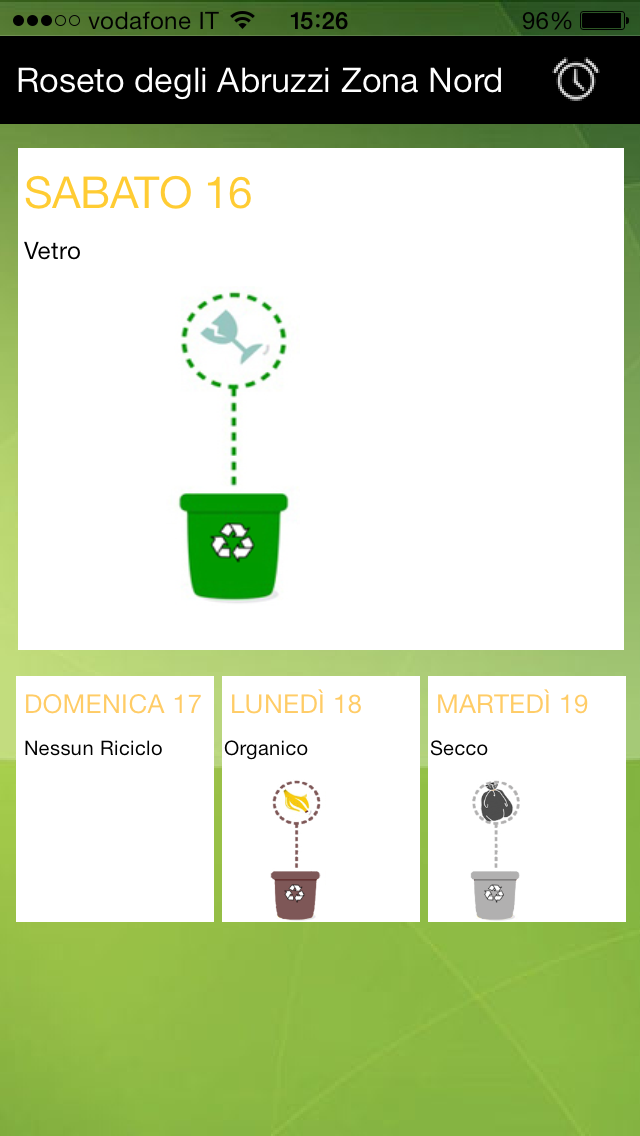 vodafone IT 15:26 96%
Roseto degli Abruzzi Zona Nord
SABATO 16
Vetro
DOMENICA 17
Nessun Riciclo
LUNEDÌ 18
Organico
MARTEDÌ 19
Secco